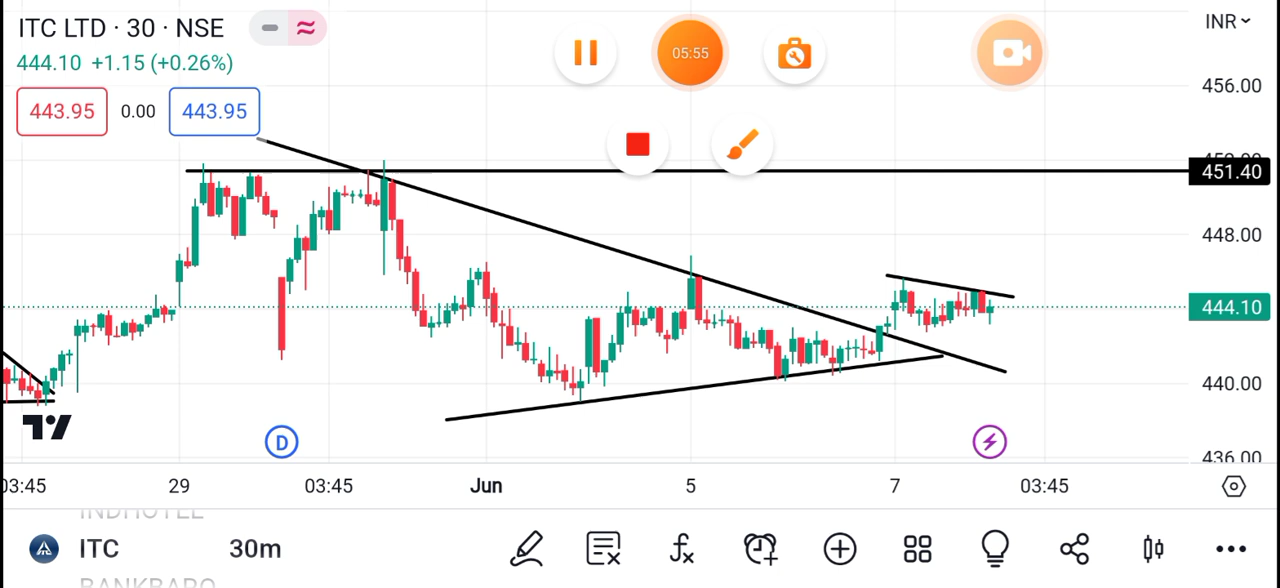 ITC LTD · 30 · NSE
INR
444.10 +1.15 (+0.26%)
05:55
443.95 0.00 443.95
456.00
451.40
448.00
444.10
440.00
436.00
D
03:45 29 03:45 Jun 5 7 03:45
INDHOTEL
ITC 30m
BANKBARO